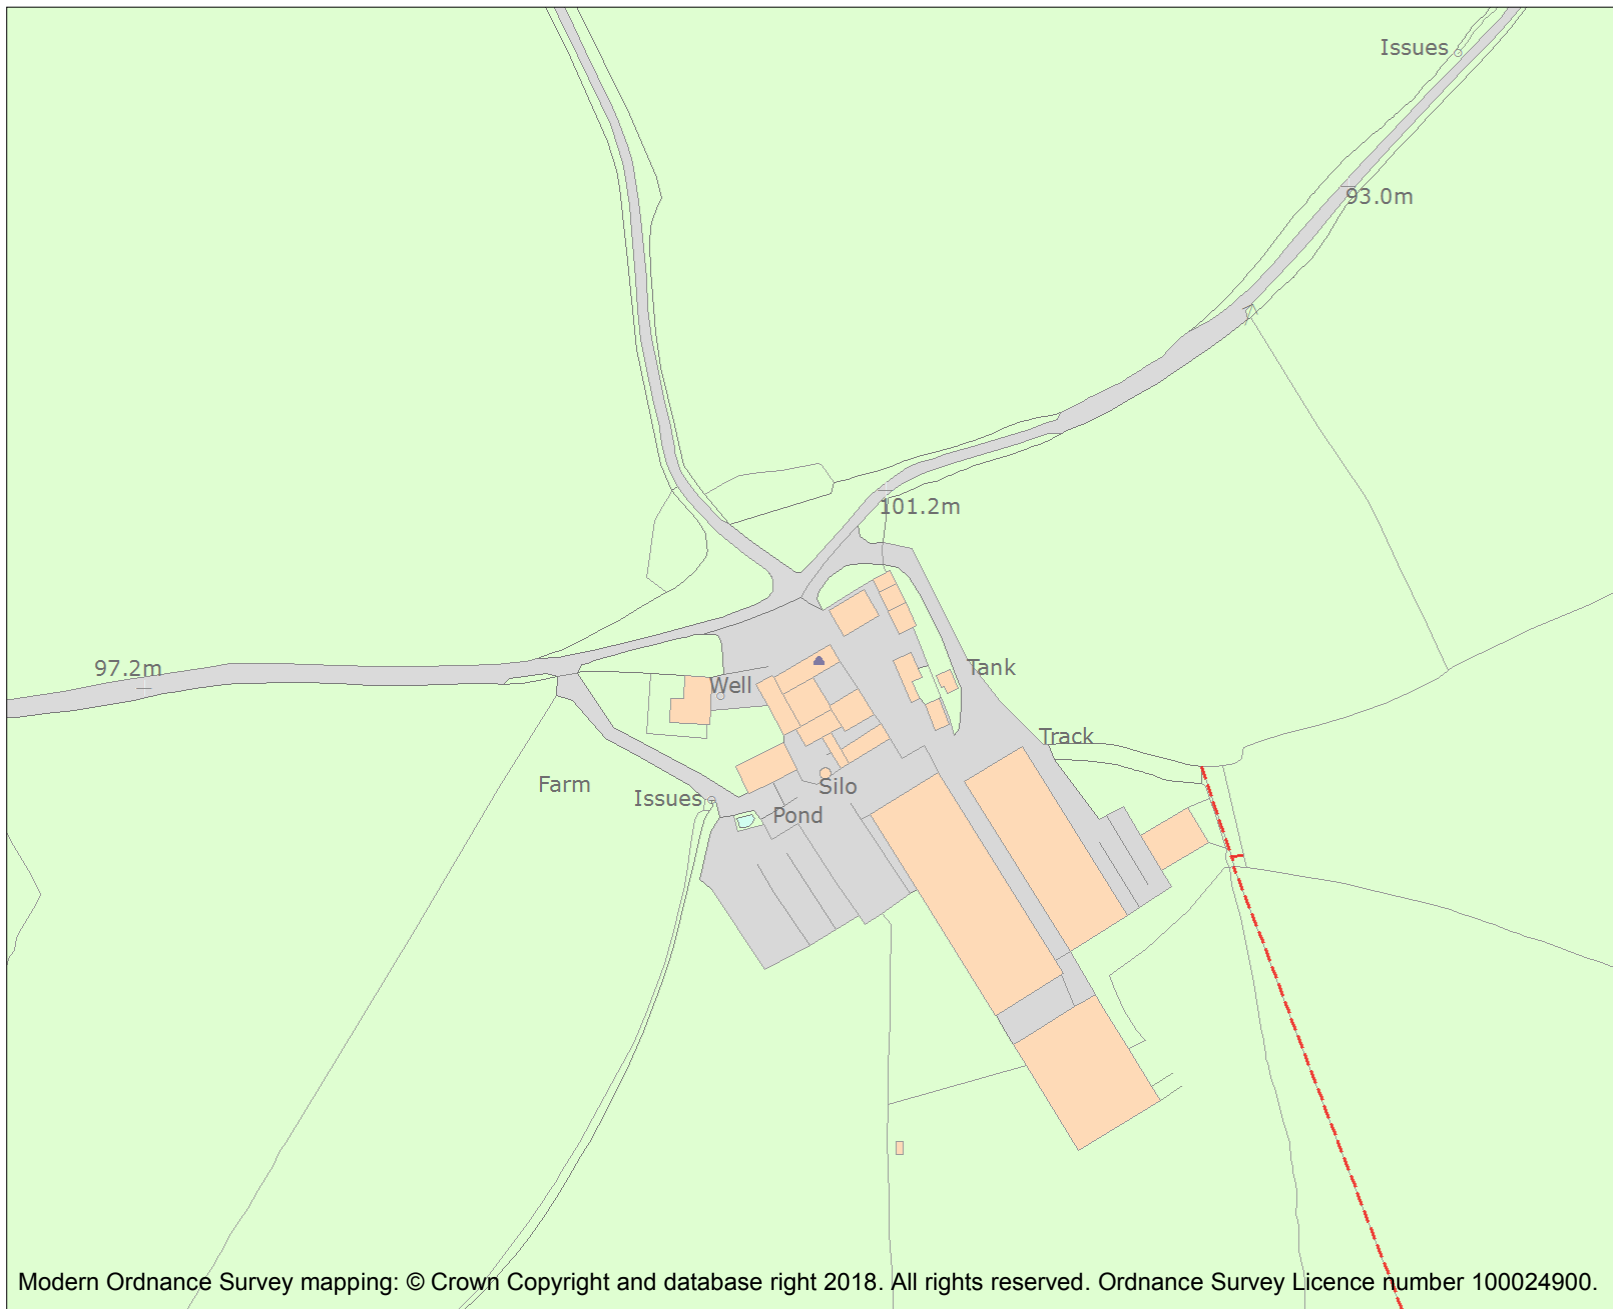 Issues
93.0m
101.2m
97.2m
Tank
Well
Track
Farm
Silo
Issues
Pond
Modern Ordnance Survey mapping: © Crown Copyright and database right 2018. All rights reserved. Ordnance Survey Licence number 100024900.